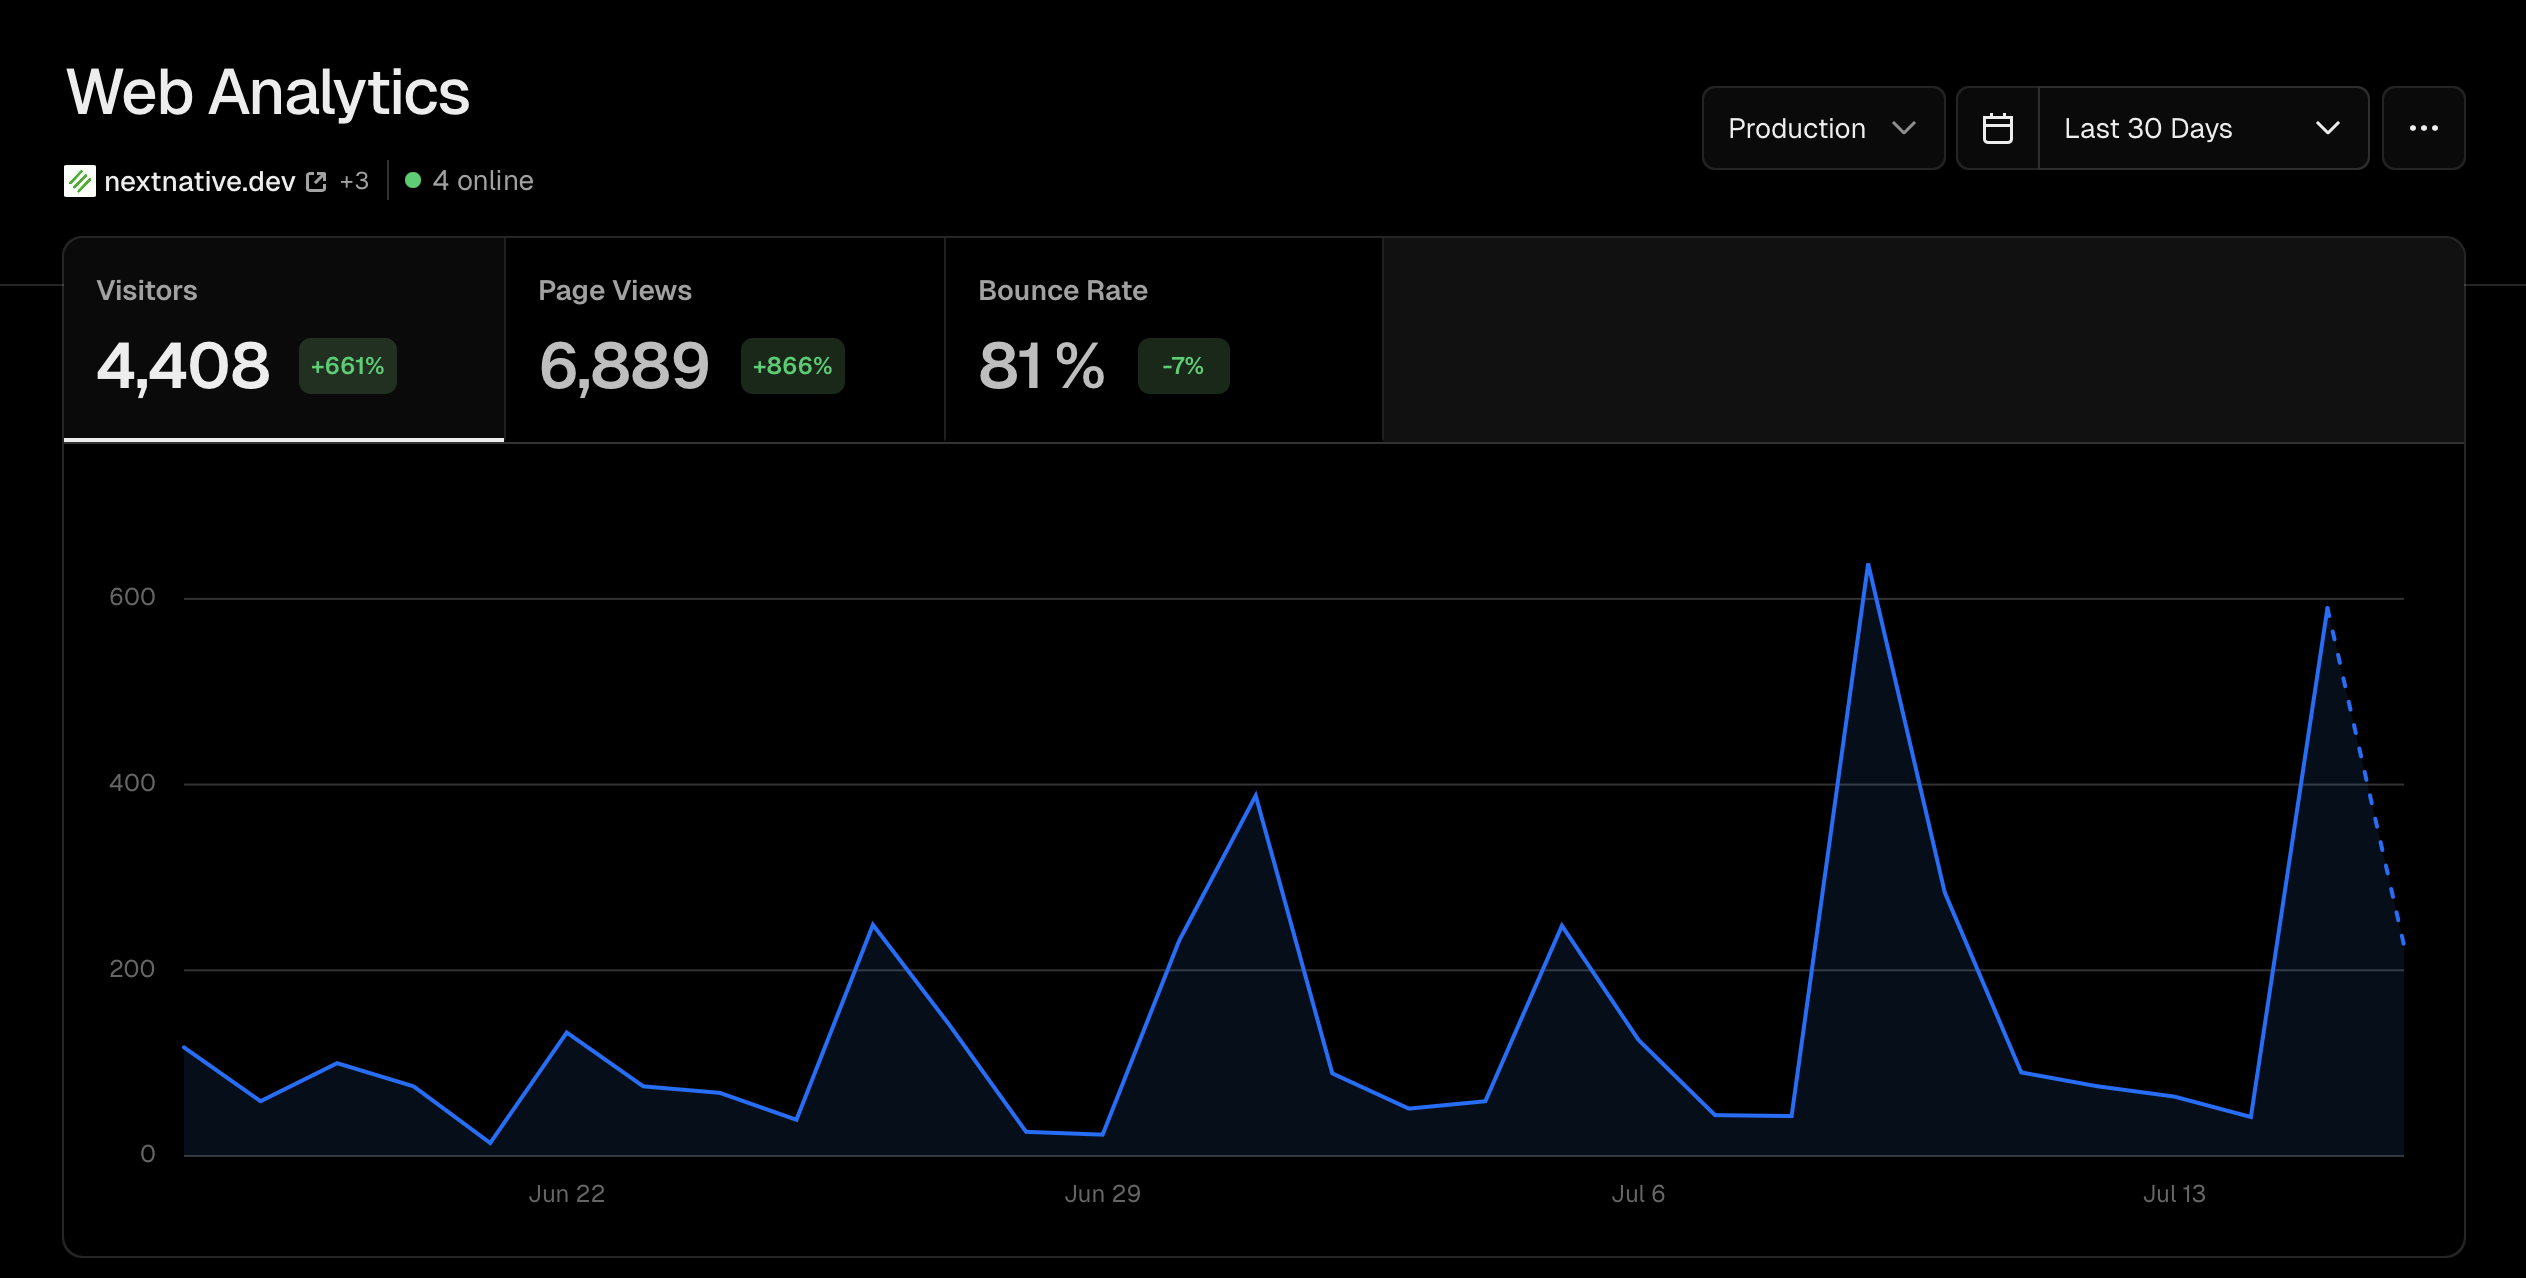 Web Analytics
Production
Last 30 Days
nextnative.dev +3 4 online
Visitors
4,408 +661%
Page Views
6,889 +866%
Bounce Rate
81% -7%
600
400
200
0
Jun 22
Jun 29
Jul 6
Jul 13